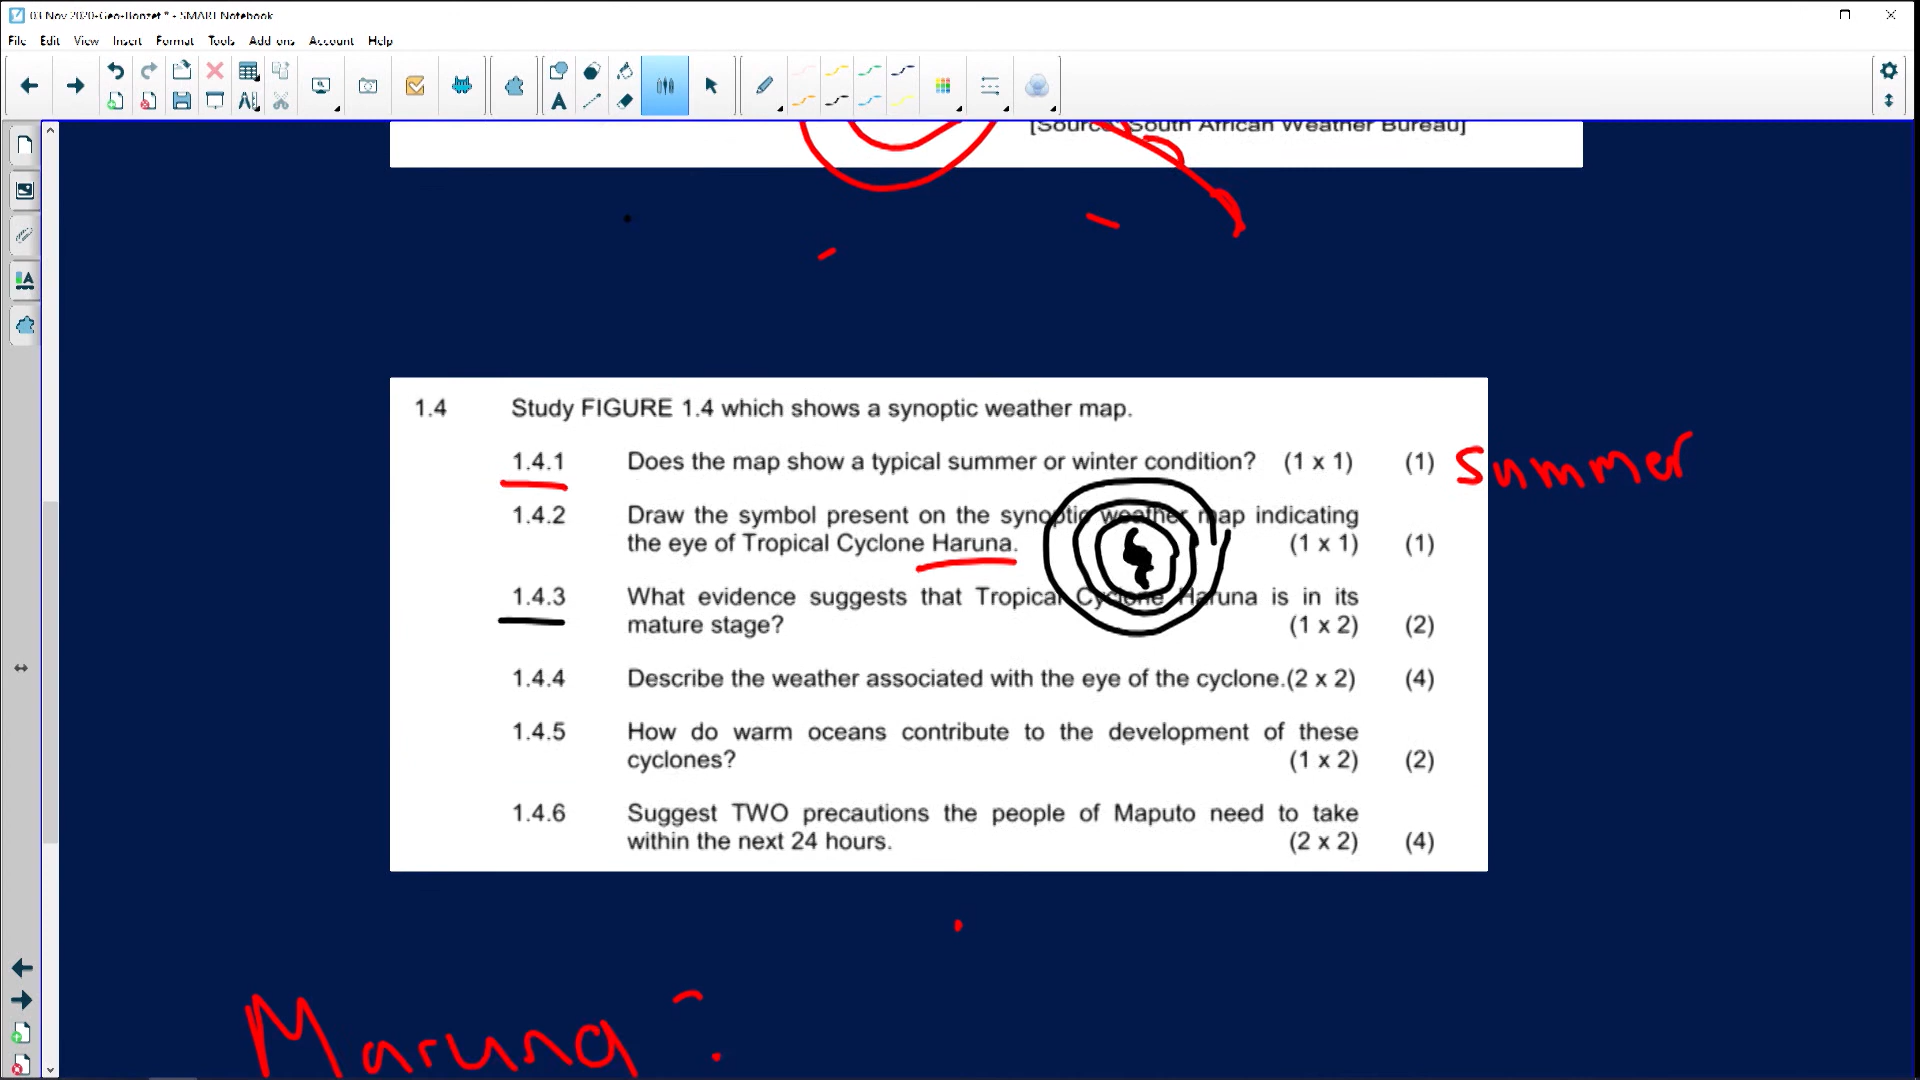 03 Nov 2020-Geo-Bonzet * - SMART Notebook
File Edit View Insert Format Tools Add-ons Account Help
[Source: South African Weather Bureau]
1.4 Study FIGURE 1.4 which shows a synoptic weather map.
1.4.1 Does the map show a typical summer or winter condition? (1 x 1) (1) Summer
1.4.2 Draw the symbol present on the synoptic weather map indicating
the eye of Tropical Cyclone Haruna. (1 x 1) (1)
1.4.3 What evidence suggests that Tropical Cyclone Haruna is in its
mature stage? (1 x 2) (2)
1.4.4 Describe the weather associated with the eye of the cyclone.(2 x 2) (4)
1.4.5 How do warm oceans contribute to the development of these
cyclones? (1 x 2) (2)
1.4.6 Suggest TWO precautions the people of Maputo need to take
within the next 24 hours. (2 x 2) (4)
Maruna :